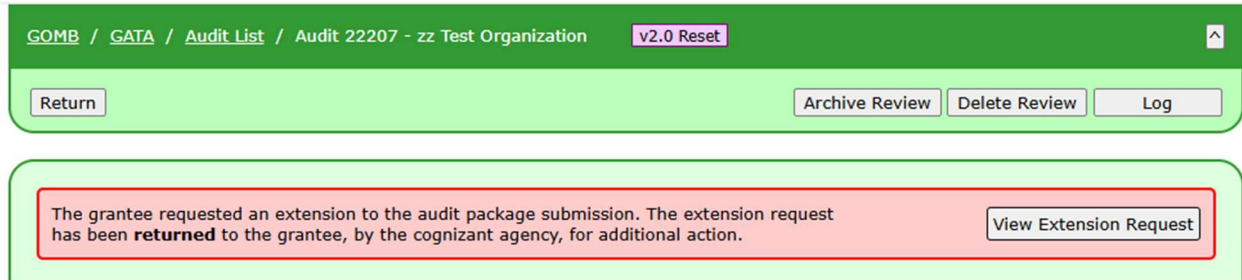 GOMB / GATA / Audit List / Audit 22207 - zz Test Organization v2.0 Reset ^
Return Archive Review Delete Review Log
The grantee requested an extension to the audit package submission. The extension request
has been returned to the grantee, by the cognizant agency, for additional action.
View Extension Request